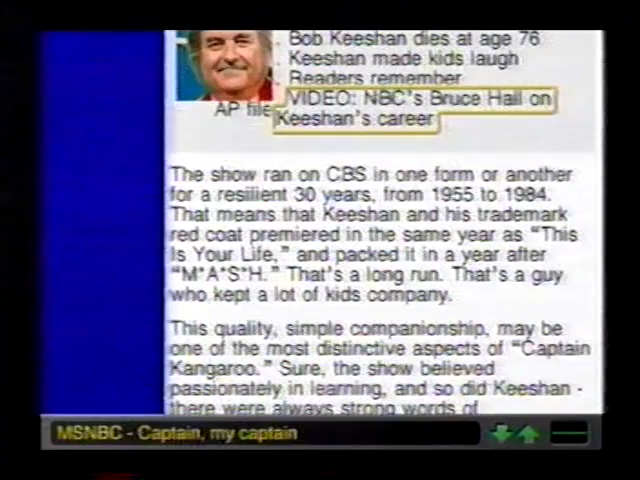 Bob Keeshan dies at age 76
Keeshan made kids laugh
Readers remember
VIDEO: NBC's Bruce Hall on
AP file
Keeshan's career
The show ran on CBS in one form or another
for a resilient 30 years, from 1955 to 1984.
That means that Keeshan and his trademark
red coat premiered in the same year as "This
Is Your Life," and packed it in a year after
"M*A*S*H." That's a long run. That's a guy
who kept a lot of kids company.
This quality, simple companionship, may be
one of the most distinctive aspects of "Captain
Kangaroo." Sure, the show believed
passionately in learning, and so did Keeshan -
there were always strong words of
MSNBC - Captain, my captain